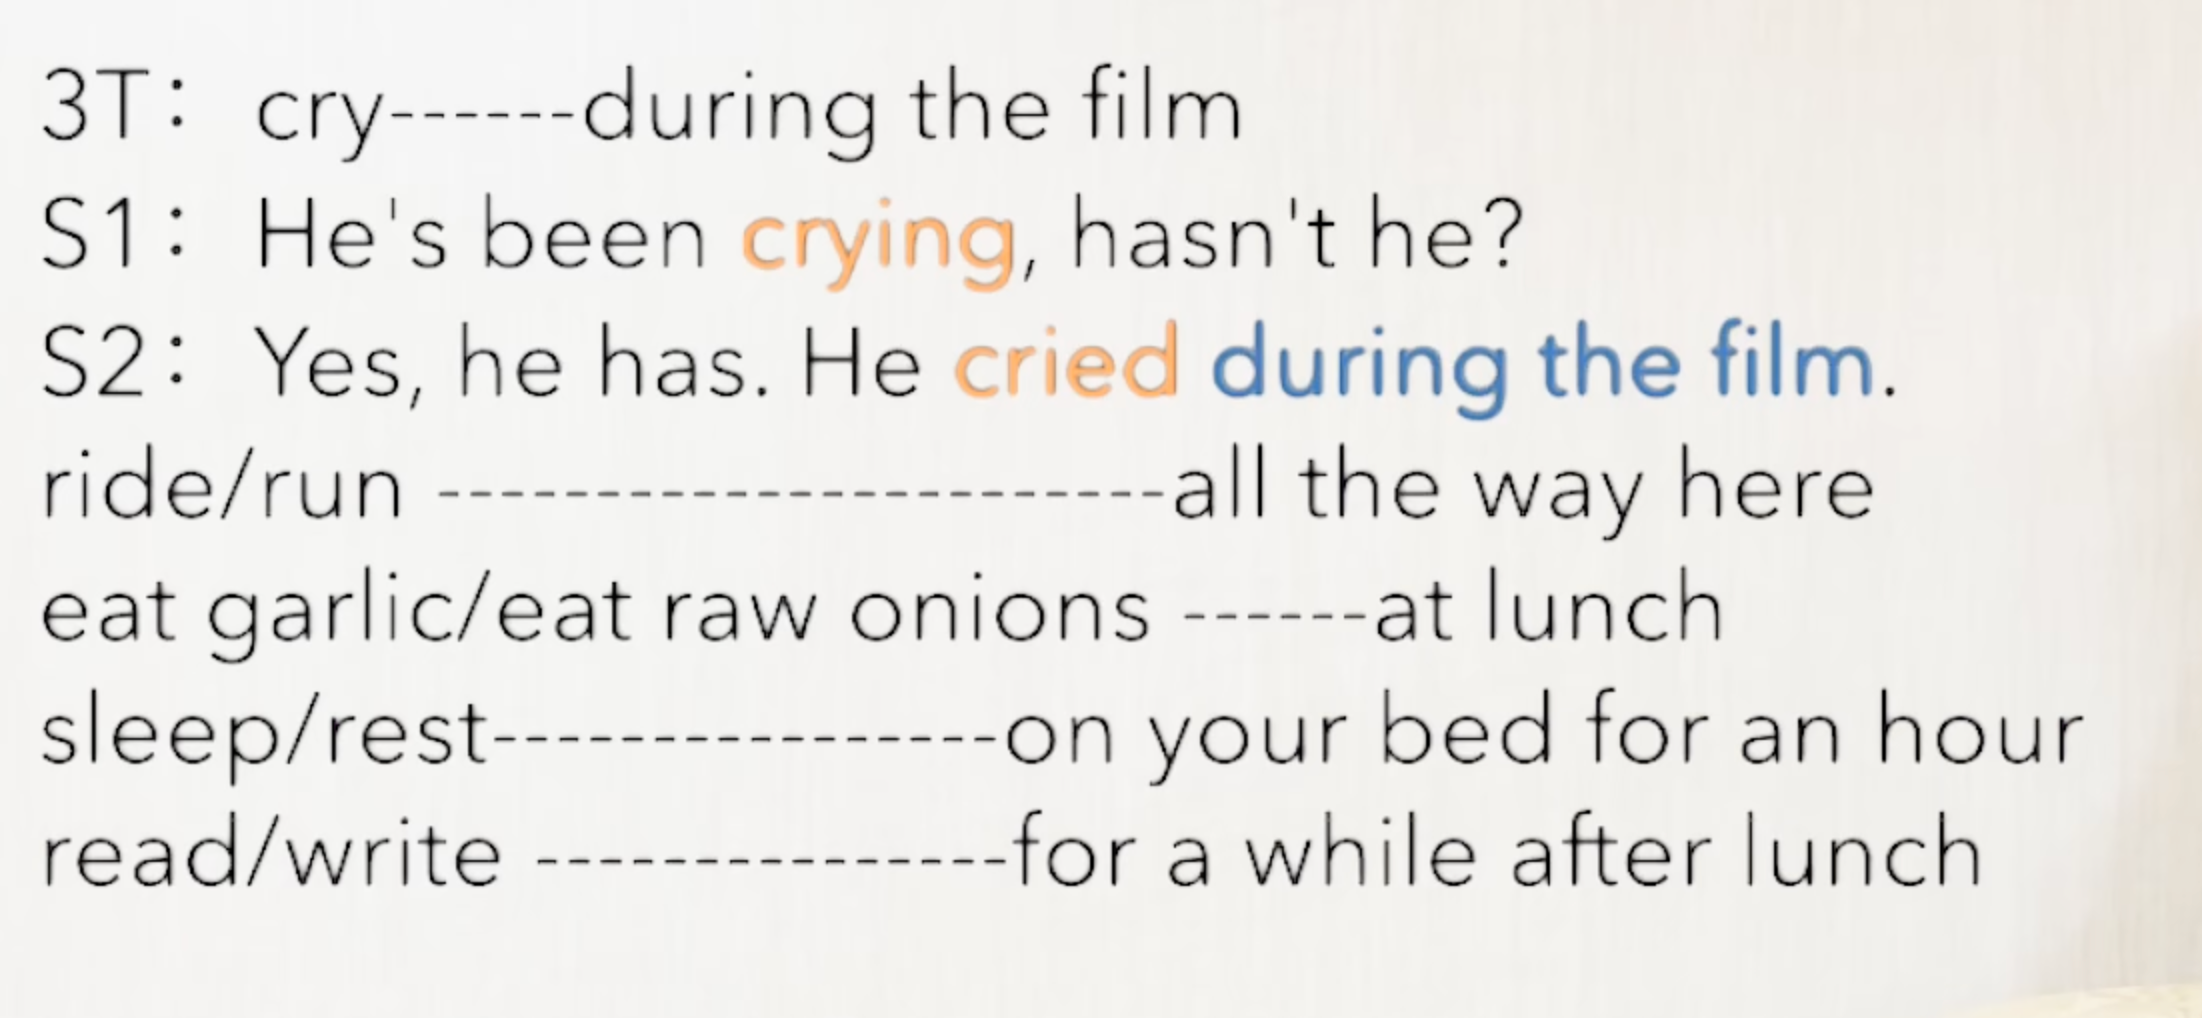 3T： cry------during the film
S1： He's been crying, hasn't he?
S2： Yes, he has. He cried during the film.
ride/run -----------------------all the way here
eat garlic/eat raw onions ------at lunch
sleep/rest----------------on your bed for an hour
read/write ---------------for a while after lunch